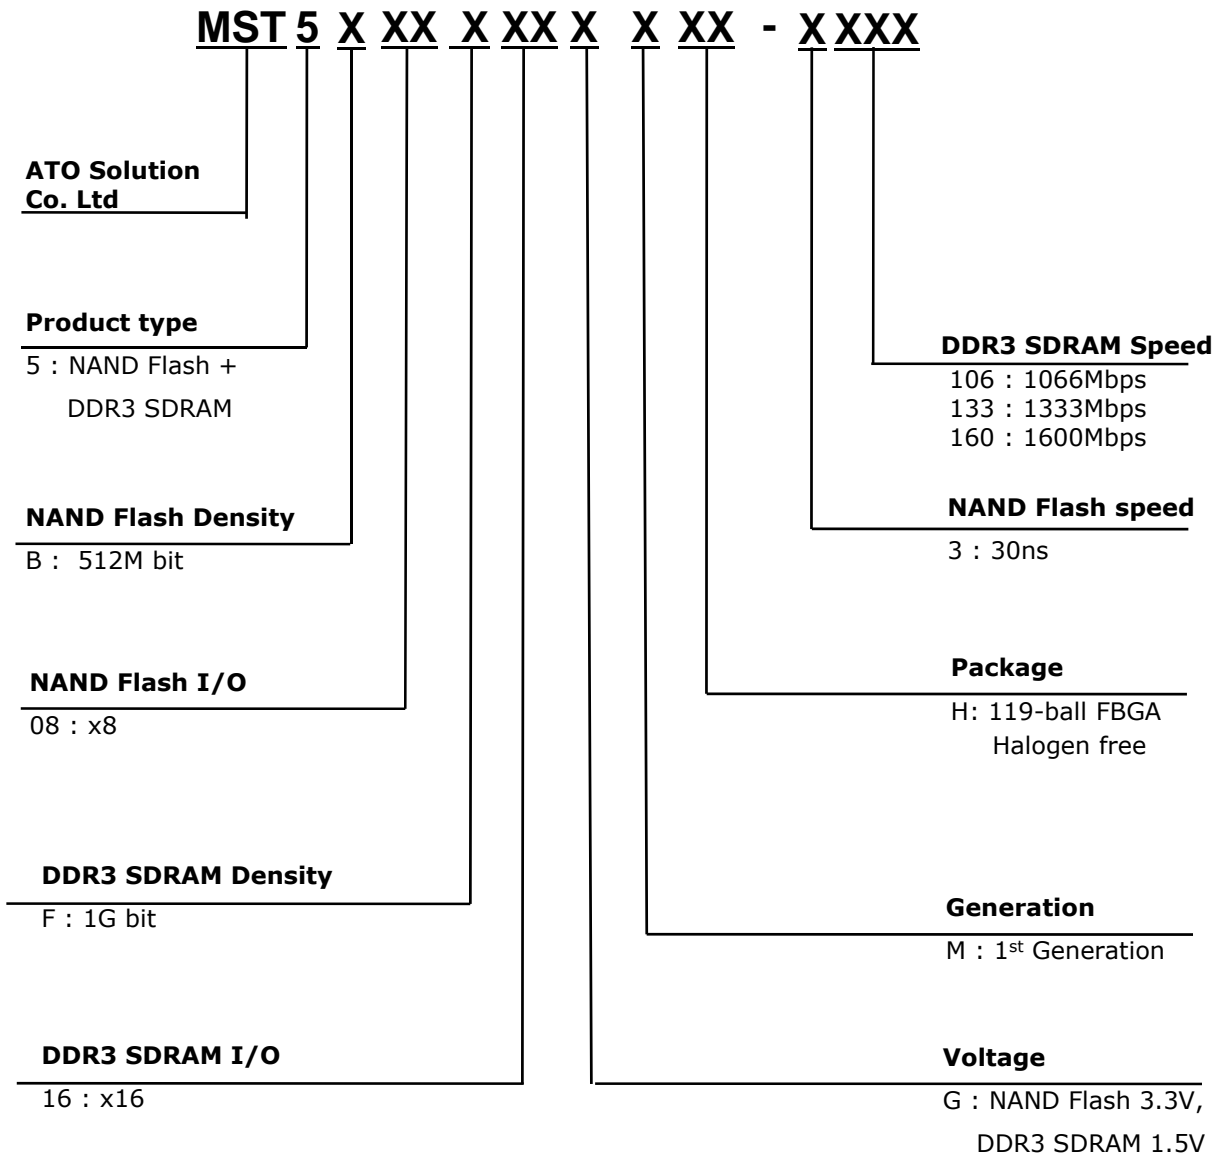 MST 5 X XX X XX X X XX - X XXX
ATO Solution
Co. Ltd
Product type
5 : NAND Flash +
DDR3 SDRAM
NAND Flash Density
B : 512M bit
NAND Flash I/O
08 : x8
DDR3 SDRAM Density
F : 1G bit
DDR3 SDRAM I/O
16 : x16
DDR3 SDRAM Speed
106 : 1066Mbps
133 : 1333Mbps
160 : 1600Mbps
NAND Flash speed
3 : 30ns
Package
H: 119-ball FBGA
Halogen free
Generation
M : 1st Generation
Voltage
G : NAND Flash 3.3V,
DDR3 SDRAM 1.5V